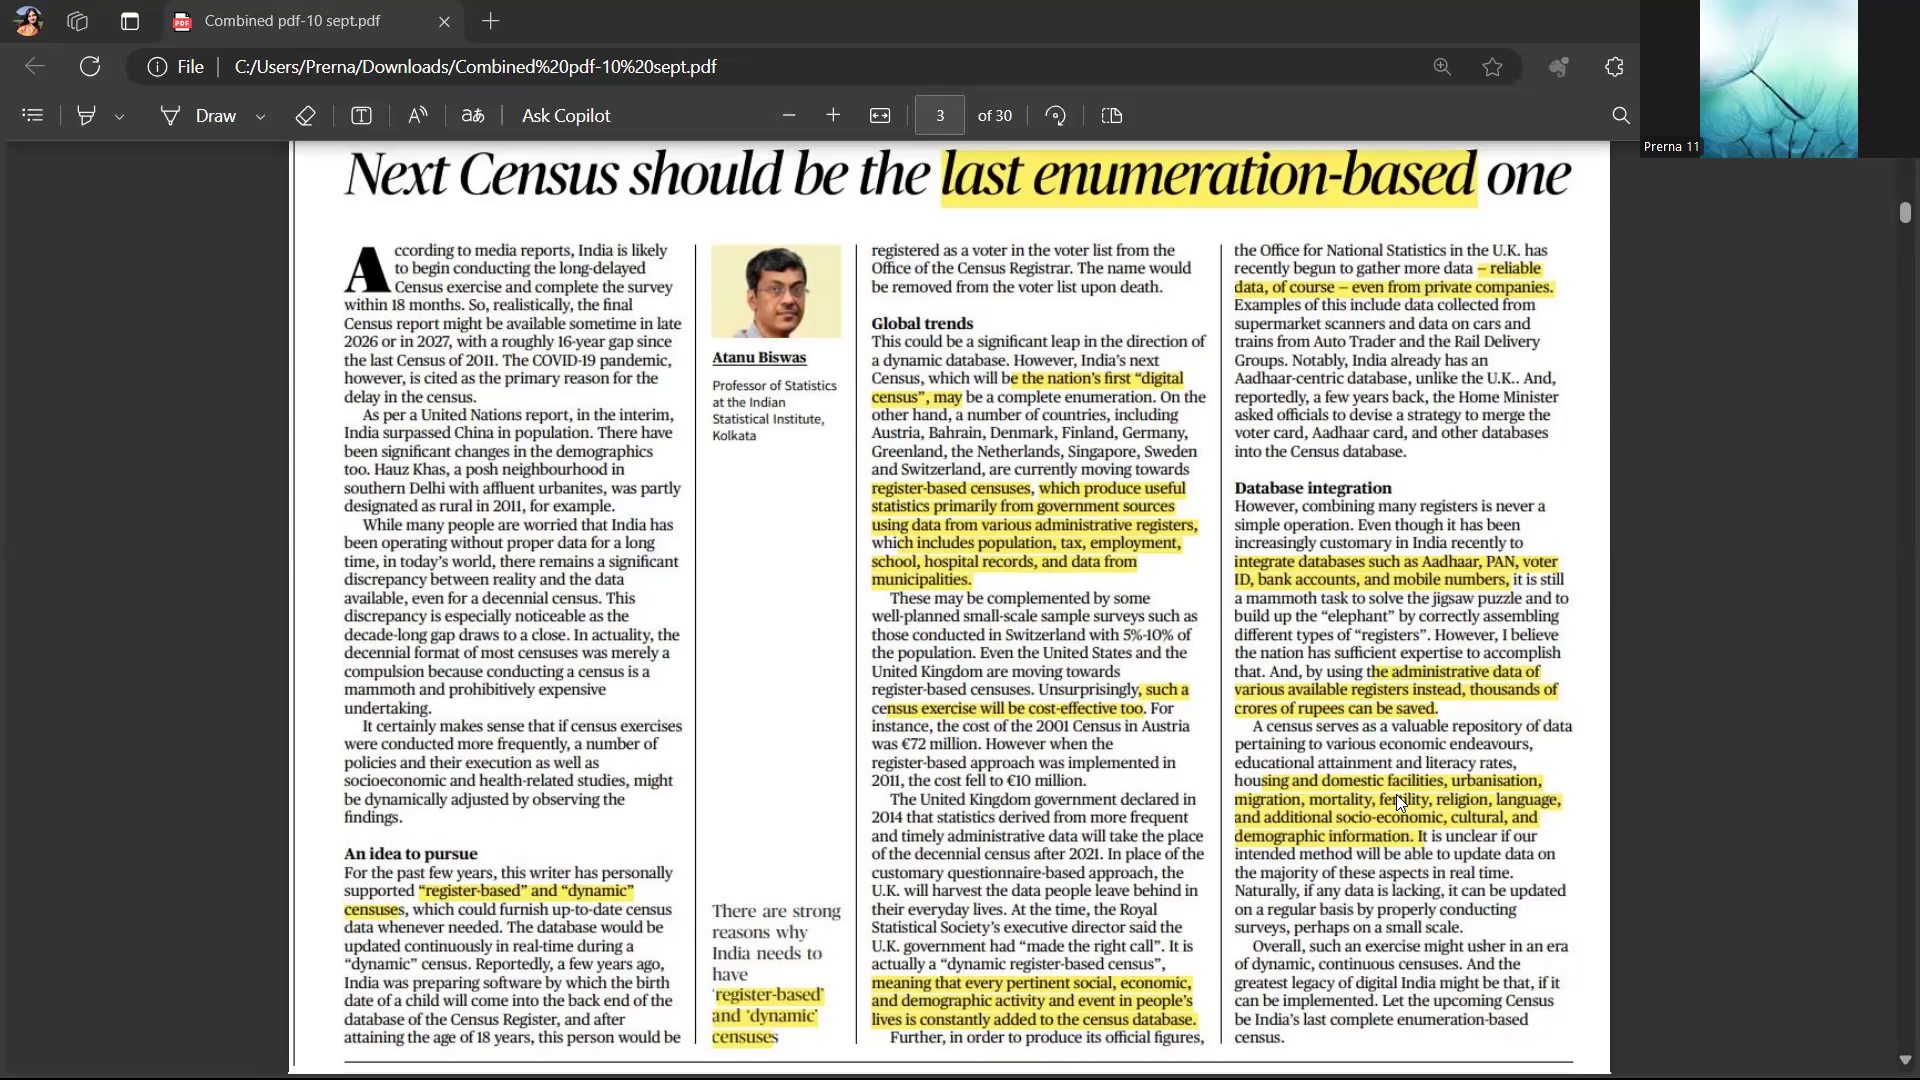 Combined pdf-10 sept.pdf
File
C:/Users/Prerna/Downloads/Combined%20pdf-10%20sept.pdf
Draw
aあ
Ask Copilot
3
of 30
Prerna 11
Next Census should be the last enumeration-based one
According to media reports, India is likely
to begin conducting the long-delayed
Census exercise and complete the survey
within 18 months. So, realistically, the final
Census report might be available sometime in late
2026 or in 2027, with a roughly 16-year gap since
the last Census of 2011. The COVID-19 pandemic,
however, is cited as the primary reason for the
delay in the census.
As per a United Nations report, in the interim,
India surpassed China in population. There have
been significant changes in the demographics
too. Hauz Khas, a posh neighbourhood in
southern Delhi with affluent urbanites, was partly
designated as rural in 2011, for example.
While many people are worried that India has
been operating without proper data for a long
time, in today's world, there remains a significant
discrepancy between reality and the data
available, even for a decennial census. This
discrepancy is especially noticeable as the
decade-long gap draws to a close. In actuality, the
decennial format of most censuses was merely a
compulsion because conducting a census is a
mammoth and prohibitively expensive
undertaking.
It certainly makes sense that if census exercises
were conducted more frequently, a number of
policies and their execution as well as
socioeconomic and health-related studies, might
be dynamically adjusted by observing the
findings.
An idea to pursue
For the past few years, this writer has personally
supported “register-based” and “dynamic”
censuses, which could furnish up-to-date census
data whenever needed. The database would be
updated continuously in real-time during a
“dynamic” census. Reportedly, a few years ago,
India was preparing software by which the birth
date of a child will come into the back end of the
database of the Census Register, and after
attaining the age of 18 years, this person would be
Atanu Biswas
Professor of Statistics
at the Indian
Statistical Institute,
Kolkata
There are strong
reasons why
India needs to
have
‘register-based’
and ‘dynamic’
censuses
registered as a voter in the voter list from the
Office of the Census Registrar. The name would
be removed from the voter list upon death.
Global trends
This could be a significant leap in the direction of
a dynamic database. However, India's next
Census, which will be the nation's first “digital
census”, may be a complete enumeration. On the
other hand, a number of countries, including
Austria, Bahrain, Denmark, Finland, Germany,
Greenland, the Netherlands, Singapore, Sweden
and Switzerland, are currently moving towards
register-based censuses, which produce useful
statistics primarily from government sources
using data from various administrative registers,
which includes population, tax, employment,
school, hospital records, and data from
municipalities.
These may be complemented by some
well-planned small-scale sample surveys such as
those conducted in Switzerland with 5%-10% of
the population. Even the United States and the
United Kingdom are moving towards
register-based censuses. Unsurprisingly, such a
census exercise will be cost-effective too. For
instance, the cost of the 2001 Census in Austria
was €72 million. However when the
register-based approach was implemented in
2011, the cost fell to €10 million.
The United Kingdom government declared in
2014 that statistics derived from more frequent
and timely administrative data will take the place
of the decennial census after 2021. In place of the
customary questionnaire-based approach, the
U.K. will harvest the data people leave behind in
their everyday lives. At the time, the Royal
Statistical Society's executive director said the
U.K. government had “made the right call”. It is
actually a “dynamic register-based census”,
meaning that every pertinent social, economic,
and demographic activity and event in people's
lives is constantly added to the census database.
Further, in order to produce its official figures,
the Office for National Statistics in the U.K. has
recently begun to gather more data – reliable
data, of course – even from private companies.
Examples of this include data collected from
supermarket scanners and data on cars and
trains from Auto Trader and the Rail Delivery
Groups. Notably, India already has an
Aadhaar-centric database, unlike the U.K.. And,
reportedly, a few years back, the Home Minister
asked officials to devise a strategy to merge the
voter card, Aadhaar card, and other databases
into the Census database.
Database integration
However, combining many registers is never a
simple operation. Even though it has been
increasingly customary in India recently to
integrate databases such as Aadhaar, PAN, voter
ID, bank accounts, and mobile numbers, it is still
a mammoth task to solve the jigsaw puzzle and to
build up the “elephant” by correctly assembling
different types of “registers”. However, I believe
the nation has sufficient expertise to accomplish
that. And, by using the administrative data of
various available registers instead, thousands of
crores of rupees can be saved.
A census serves as a valuable repository of data
pertaining to various economic endeavours,
educational attainment and literacy rates,
housing and domestic facilities, urbanisation,
migration, mortality, fertility, religion, language,
and additional socio-economic, cultural, and
demographic information. It is unclear if our
intended method will be able to update data on
the majority of these aspects in real time.
Naturally, if any data is lacking, it can be updated
on a regular basis by properly conducting
surveys, perhaps on a small scale.
Overall, such an exercise might usher in an era
of dynamic, continuous censuses. And the
greatest legacy of digital India might be that, if it
can be implemented. Let the upcoming Census
be India's last complete enumeration-based
census.